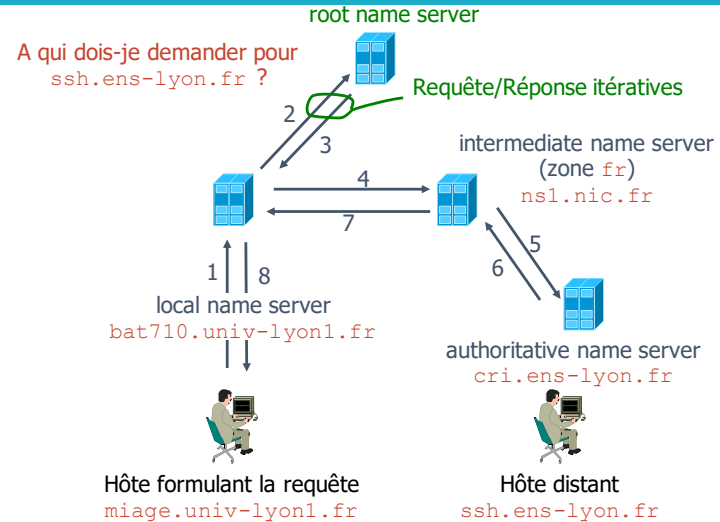 root name server
A qui dois-je demander pour
ssh.ens-lyon.fr ?
Requête/Réponse itératives
2
3
intermediate name server
(zone fr)
ns1.nic.fr
4
7
5
6
1
8
local name server
bat710.univ-lyon1.fr
authoritative name server
cri.ens-lyon.fr
Hôte formulant la requête
miage.univ-lyon1.fr
Hôte distant
ssh.ens-lyon.fr